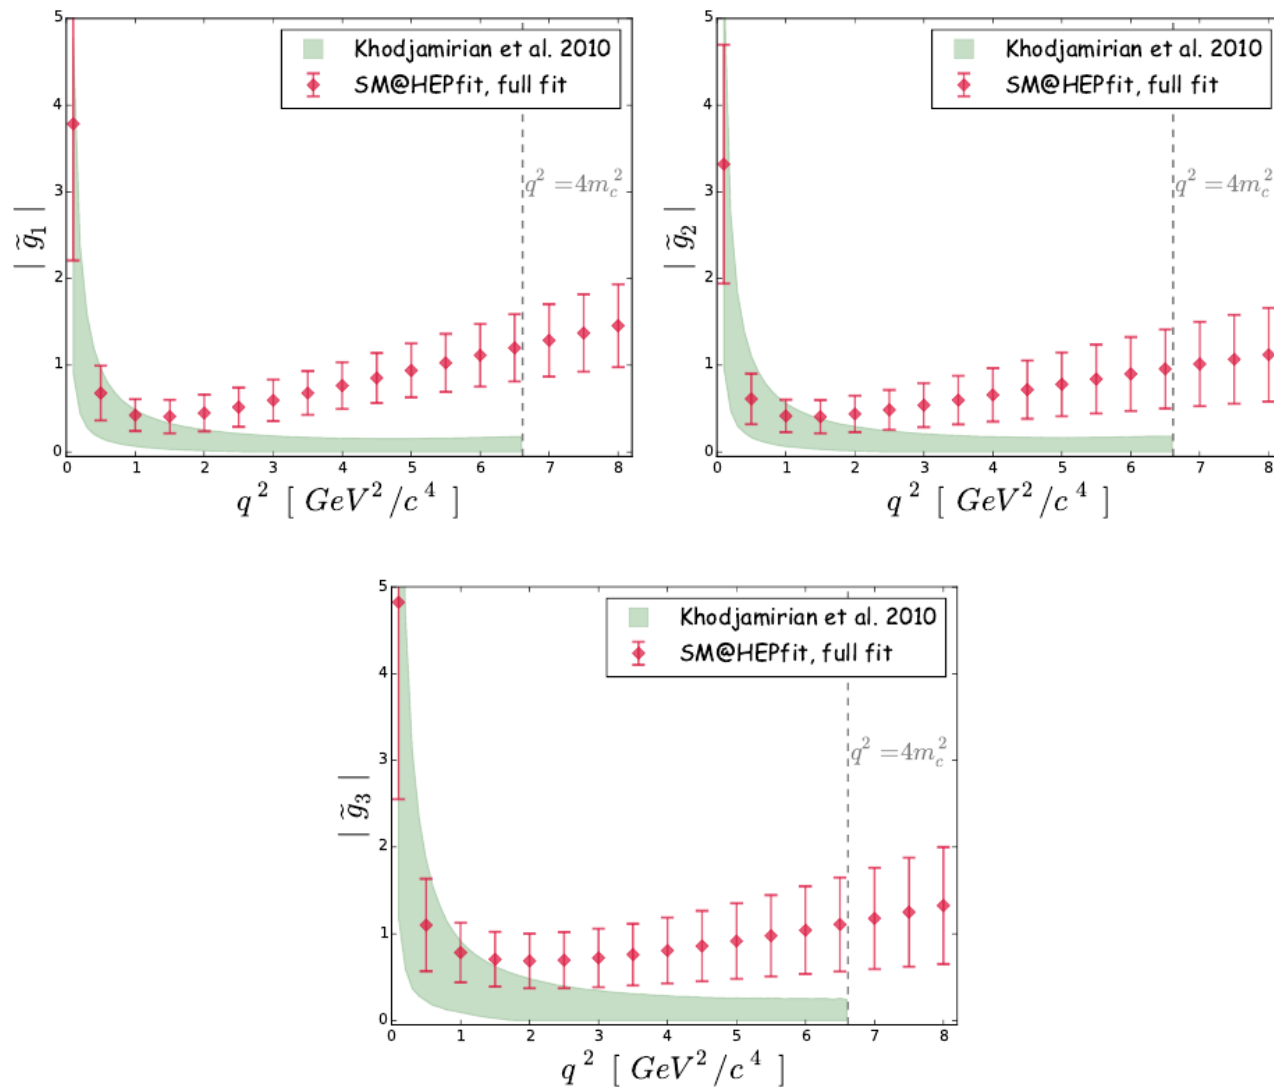 5
4
3
2
1
0
| g̃₁ |
Khodjamirian et al. 2010
SM@HEPfit, full fit
q² = 4m_c²
0 1 2 3 4 5 6 7 8
q² [ GeV²/c⁴ ]
5
4
3
2
1
0
| g̃₂ |
Khodjamirian et al. 2010
SM@HEPfit, full fit
q² = 4m_c²
0 1 2 3 4 5 6 7 8
q² [ GeV²/c⁴ ]
5
4
3
2
1
0
| g̃₃ |
Khodjamirian et al. 2010
SM@HEPfit, full fit
q² = 4m_c²
0 1 2 3 4 5 6 7 8
q² [ GeV²/c⁴ ]